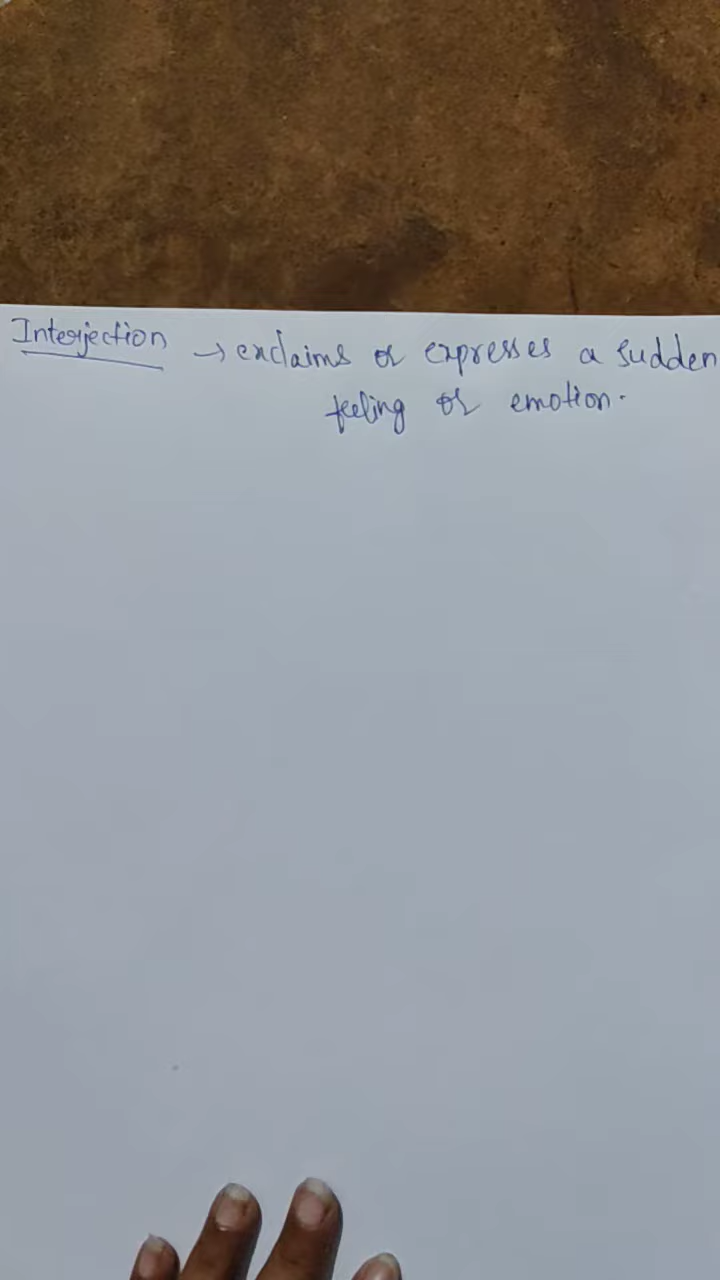 Interjection → exclaims or expresses a sudden
feeling or emotion.